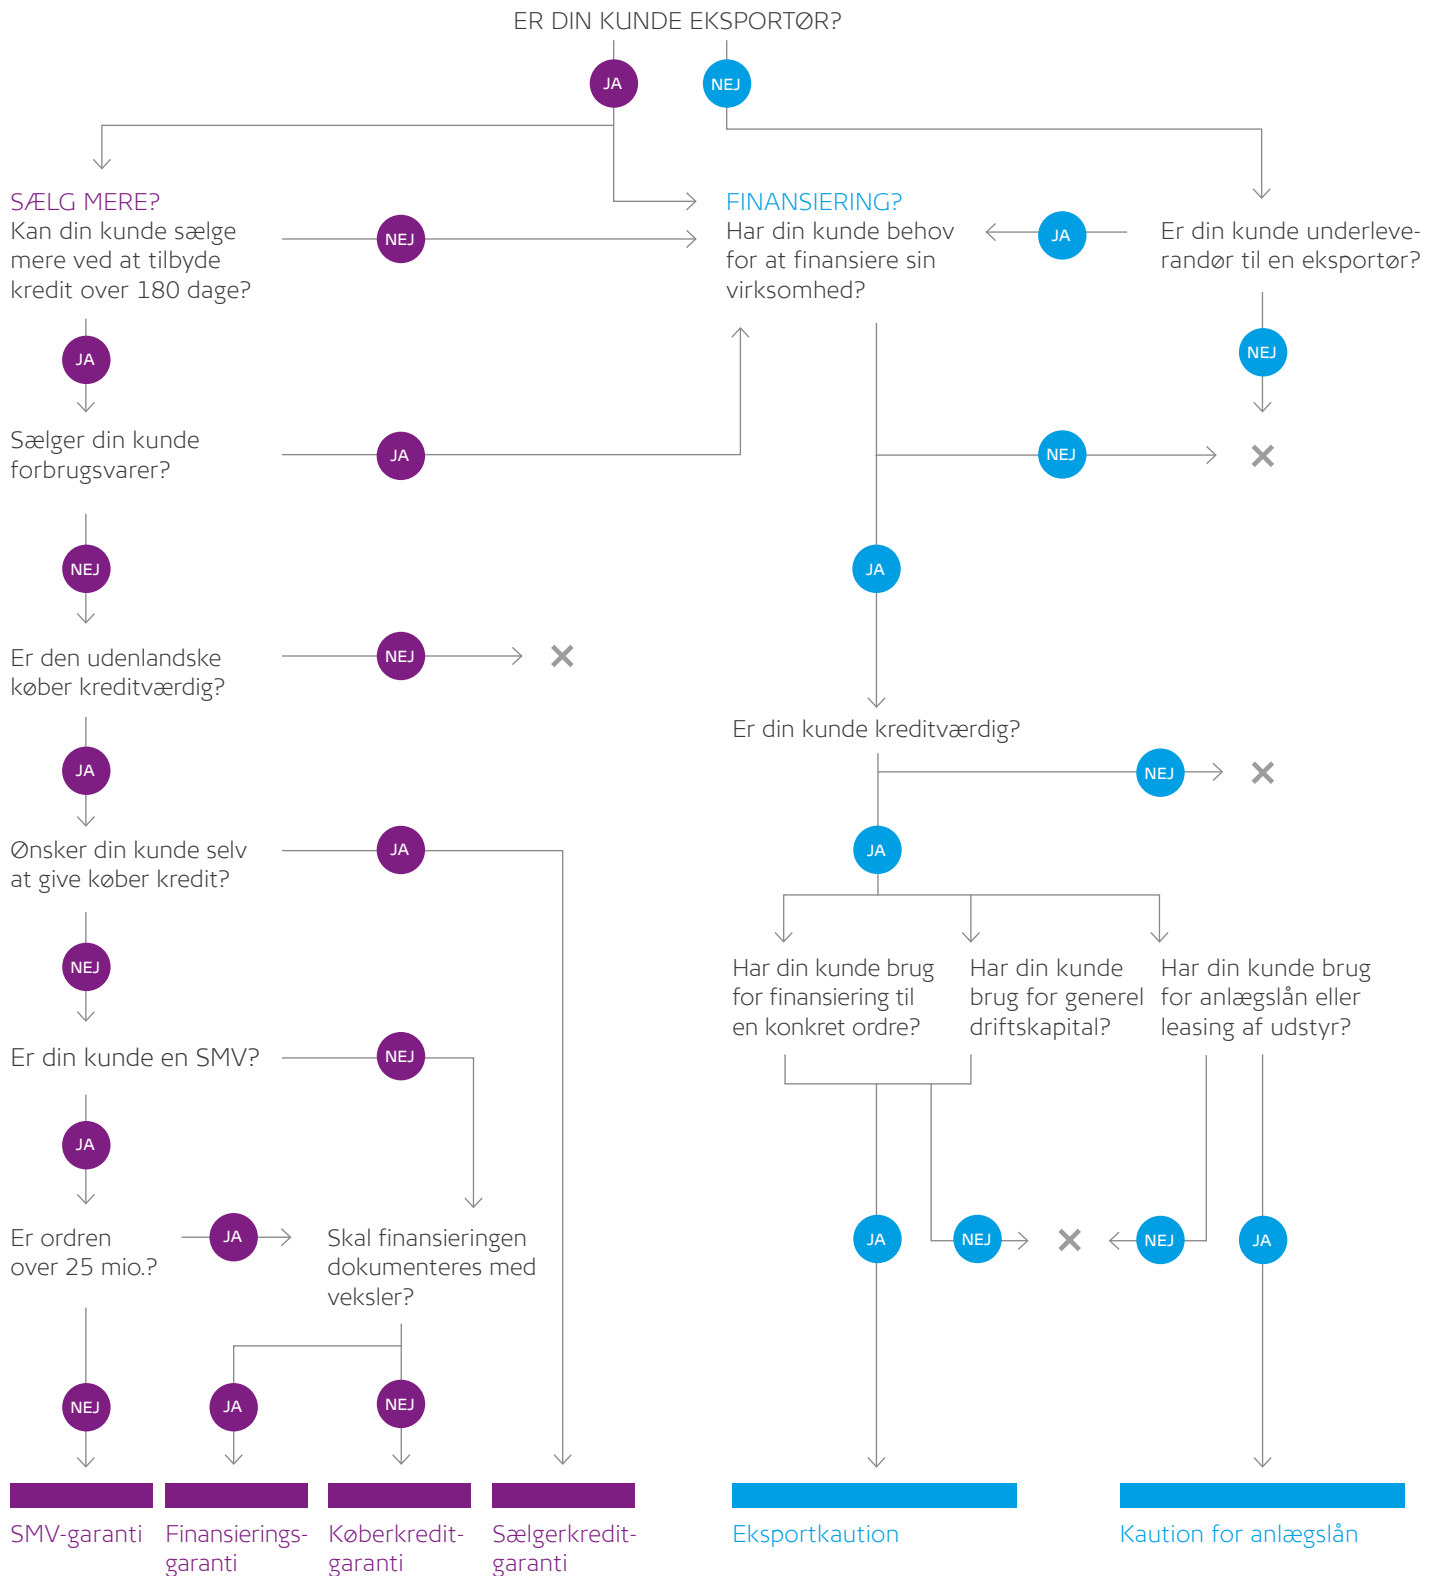 ER DIN KUNDE EKSPORTØR?
JA
NEJ
SÆLG MERE?
Kan din kunde sælge
mere ved at tilbyde
kredit over 180 dage?
NEJ
FINANSIERING?
Har din kunde behov
for at finansiere sin
virksomhed?
JA
Er din kunde underleve-
randør til en eksportør?
JA
NEJ
Sælger din kunde
forbrugsvarer?
JA
NEJ
NEJ
JA
Er den udenlandske
køber kreditværdig?
NEJ
Er din kunde kreditværdig?
JA
NEJ
Ønsker din kunde selv
at give køber kredit?
JA
JA
NEJ
Har din kunde brug
for finansiering til
en konkret ordre?
Har din kunde
brug for generel
driftskapital?
Har din kunde brug
for anlægslån eller
leasing af udstyr?
Er din kunde en SMV?
NEJ
JA
Er ordren
over 25 mio.?
JA
Skal finansieringen
dokumenteres med
veksler?
JA
NEJ
NEJ
JA
NEJ
JA
NEJ
SMV-garanti
Finansierings-
garanti
Køberkredit-
garanti
Sælgerkredit-
garanti
Eksportkaution
Kaution for anlægslån